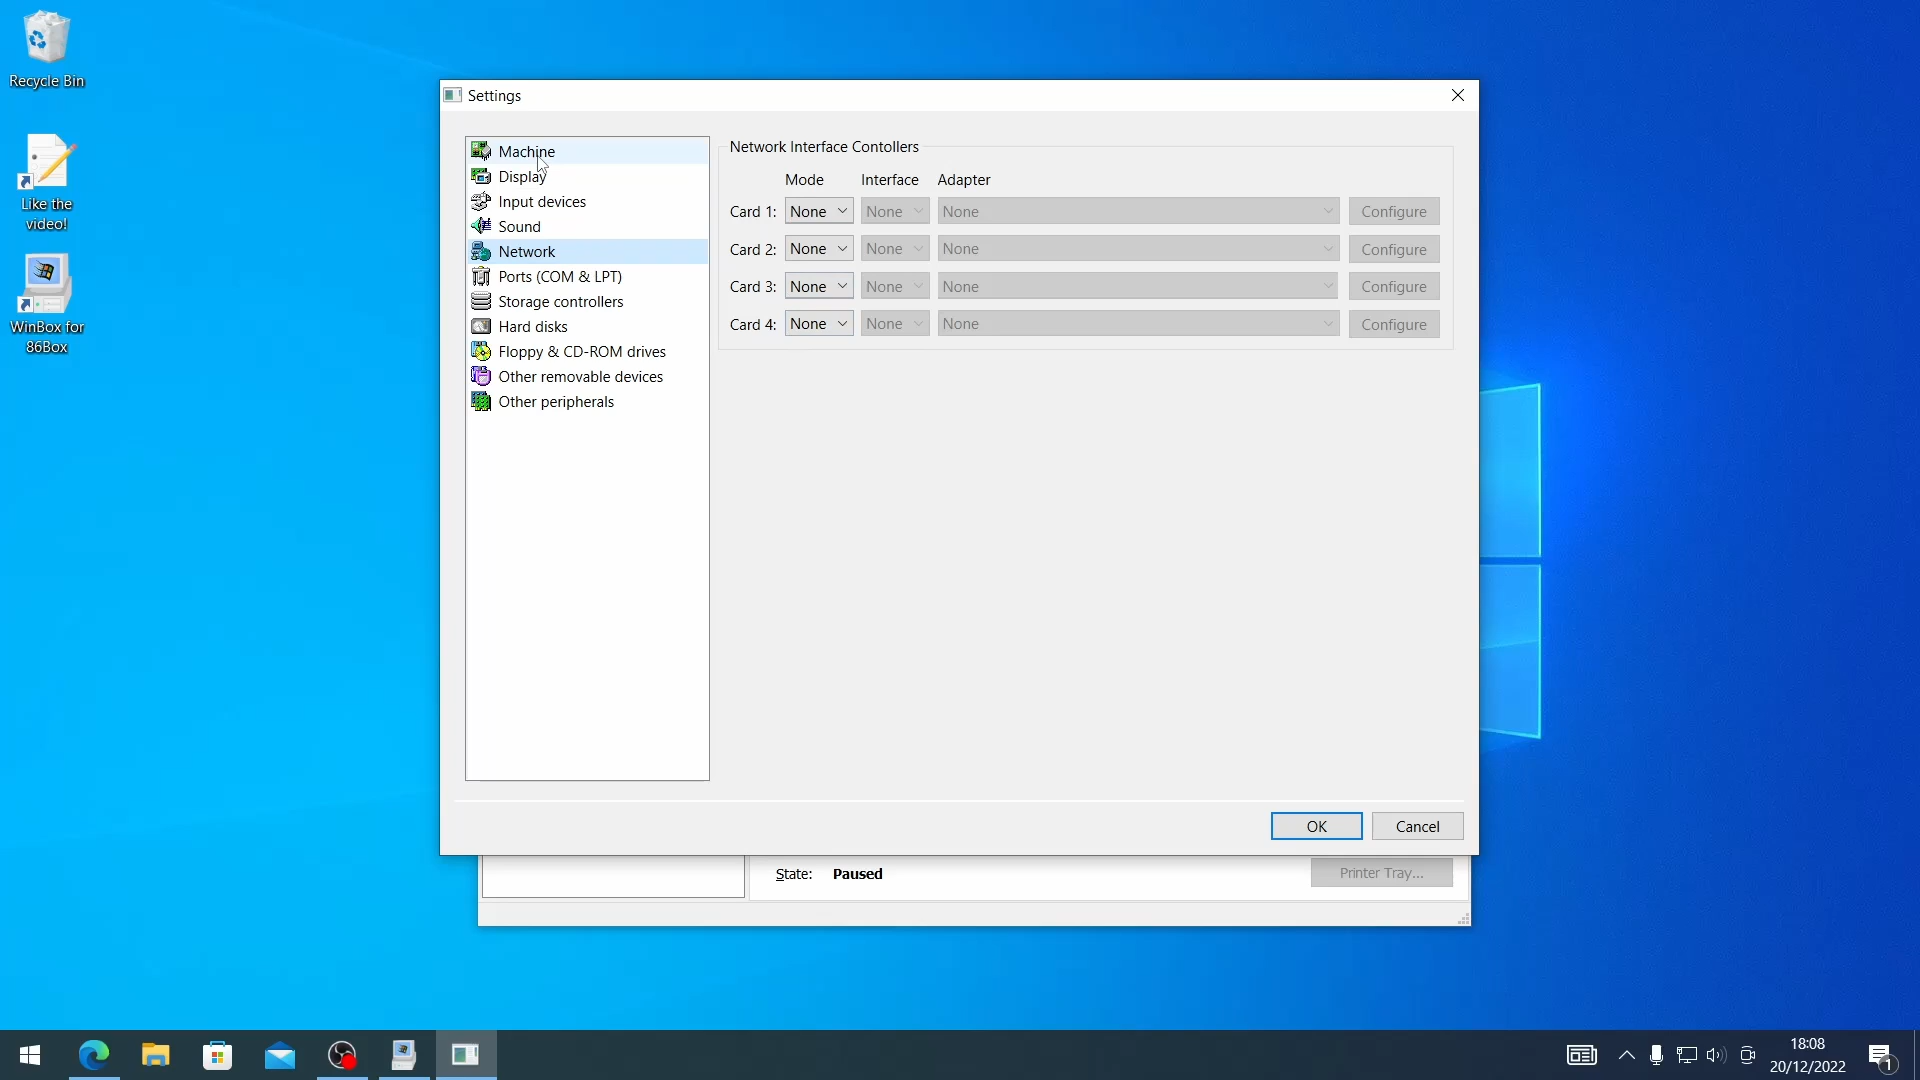 Recycle Bin
Like the
video!
WinBox for
86Box
Settings
Machine
Display
Input devices
Sound
Network
Ports (COM & LPT)
Storage controllers
Hard disks
Floppy & CD-ROM drives
Other removable devices
Other peripherals
Network Interface Contollers
Mode Interface Adapter
Card 1: None None None Configure
Card 2: None None None Configure
Card 3: None None None Configure
Card 4: None None None Configure
OK Cancel
State: Paused Printer Tray...
18:08
20/12/2022
1